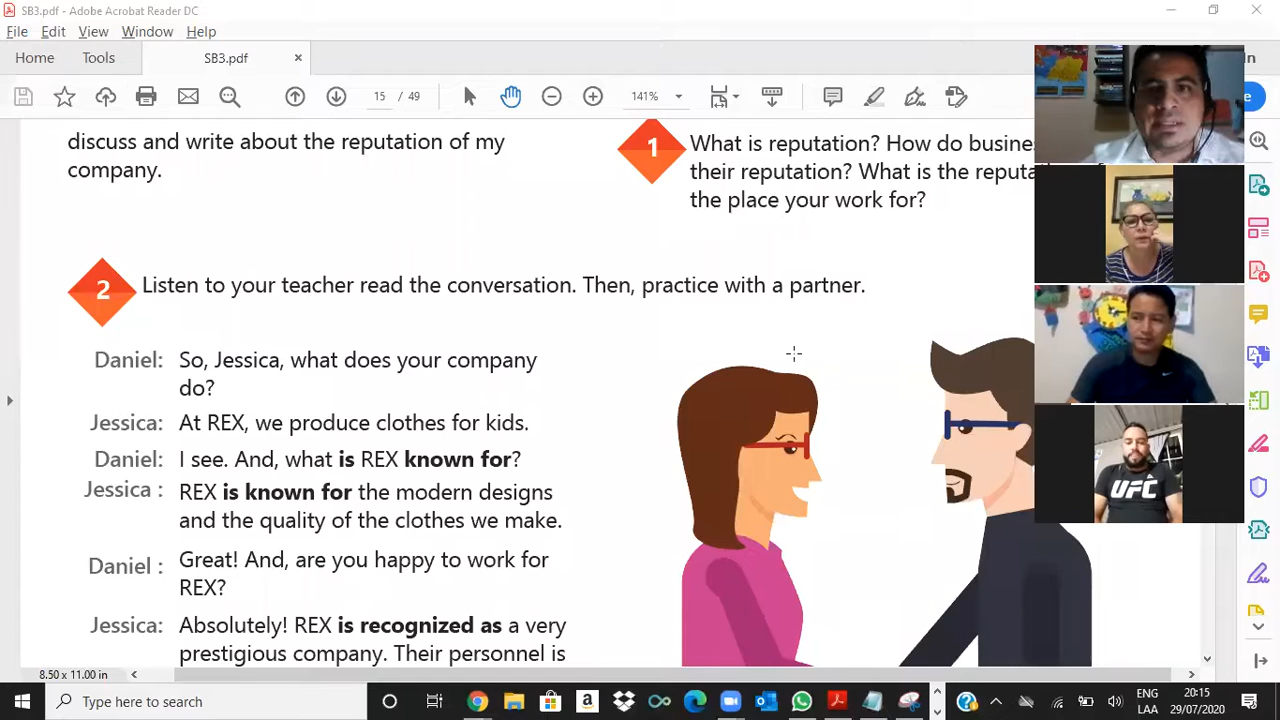 SB3.pdf - Adobe Acrobat Reader DC
File Edit View Window Help
Home Tools SB3.pdf
15 / 49 141%
discuss and write about the reputation of my
company.
1
What is reputation? How do
their reputation? What is the
the place your work for?
2
Listen to your teacher read the conversation. Then, practice with a partner.
Daniel: So, Jessica, what does your company
do?
Jessica: At REX, we produce clothes for kids.
Daniel: I see. And, what is REX known for?
Jessica : REX is known for the modern designs
and the quality of the clothes we make.
Daniel : Great! And, are you happy to work for
REX?
Jessica: Absolutely! REX is recognized as a very
prestigious company. Their personnel is
UFC
8.50 x 11.00 in
Type here to search
ENG
LAA
20:15
29/07/2020